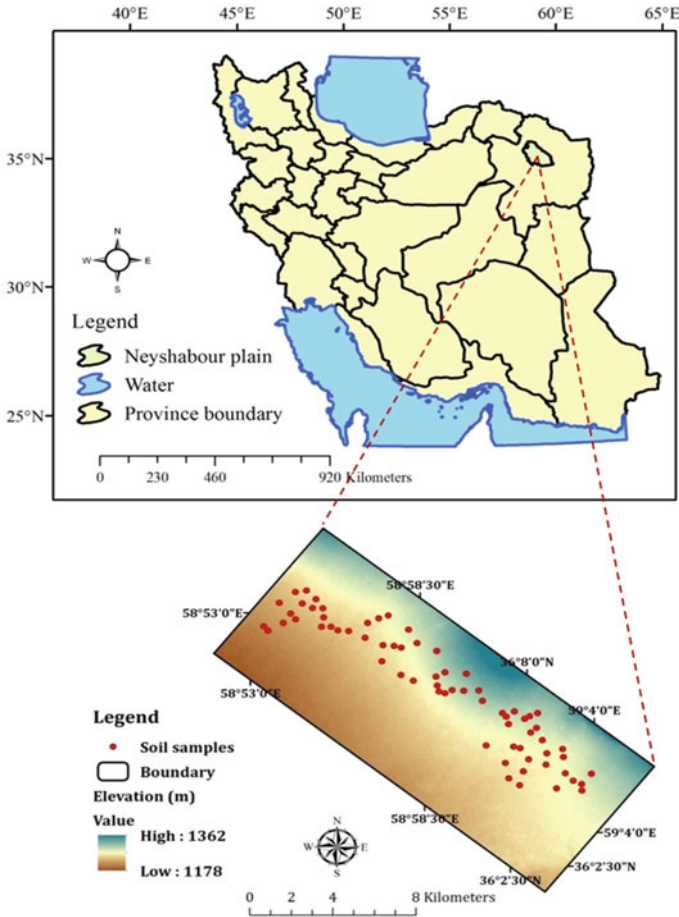 40°E 45°E 50°E 55°E 60°E 65°E
35°N
30°N
25°N
N
W E
S
Legend
Neyshabour plain
Water
Province boundary
0 230 460 920 Kilometers
58°58'30"E
58°53'0"E
36°8'0"N
58°53'0"E
59°4'0"E
Legend
Soil samples
Boundary
Elevation (m)
Value
High : 1362
Low : 1178
58°58'30"E
59°4'0"E
36°2'30"N
36°2'30"N
N
W E
S
0 2 4 8 Kilometers